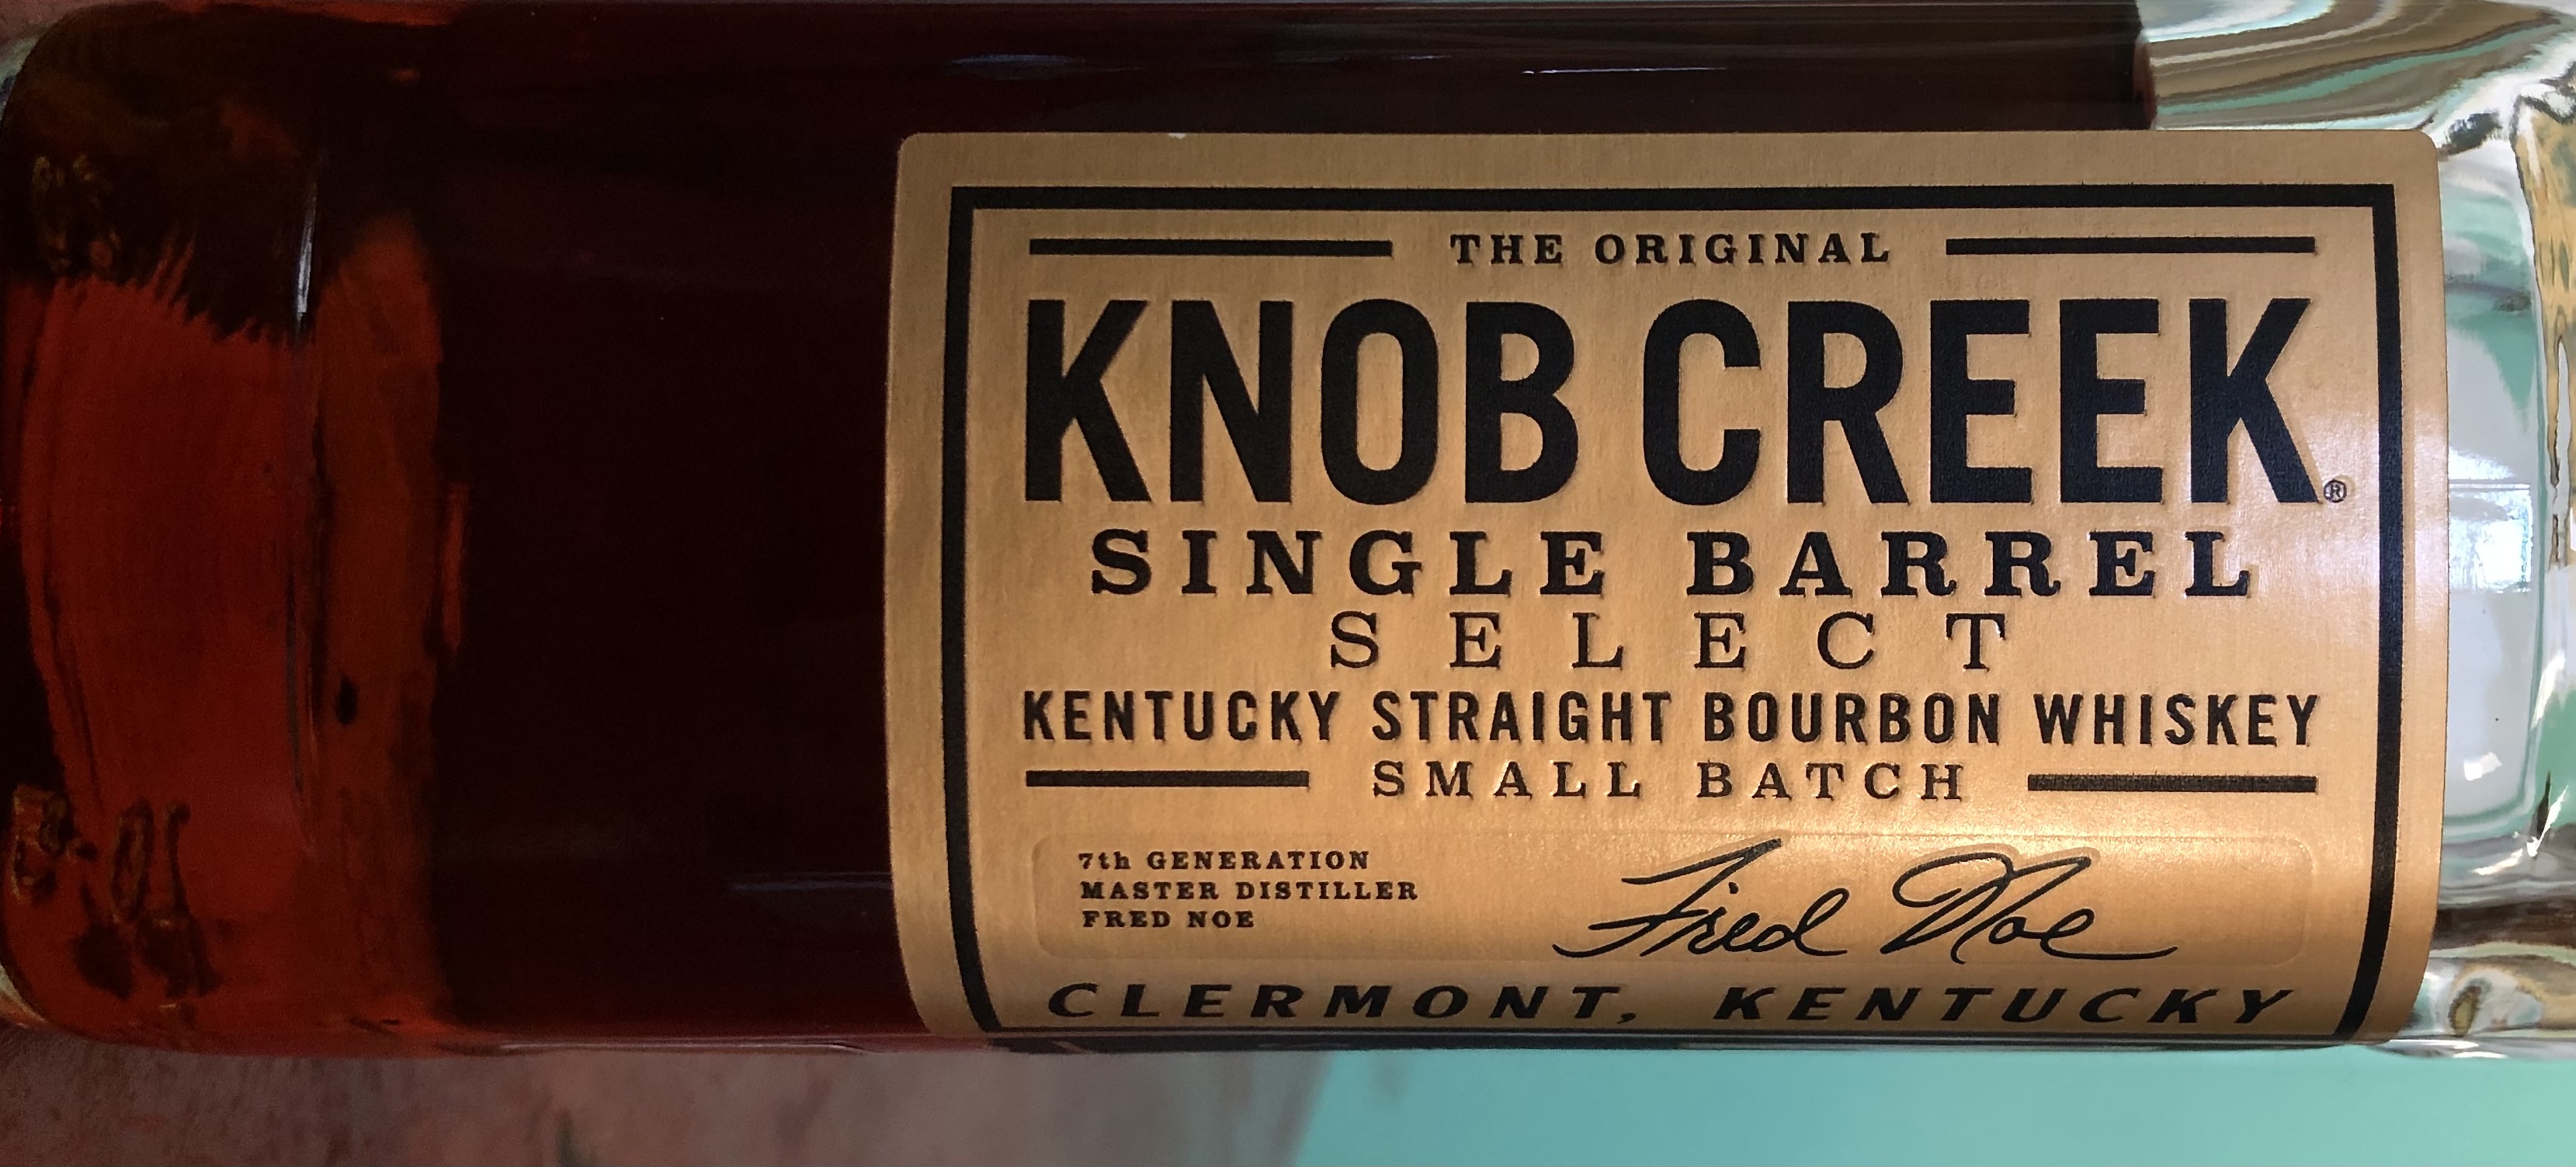 THE ORIGINAL
KNOB CREEK®
SINGLE BARREL
SELECT
KENTUCKY STRAIGHT BOURBON WHISKEY
SMALL BATCH
7th GENERATION
MASTER DISTILLER
FRED NOE
Fred Noe
CLERMONT, KENTUCKY